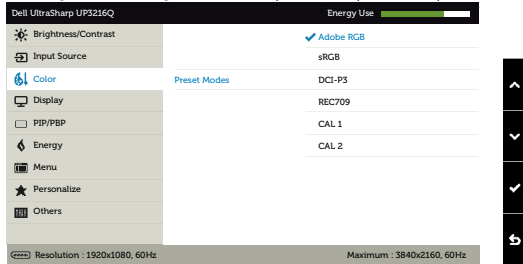 Dell UltraSharp UP3216Q
Energy Use
Brightness/Contrast
Adobe RGB
Input Source
sRGB
Color
Preset Modes
DCI-P3
Display
REC709
PIP/PBP
CAL 1
Energy
CAL 2
Menu
Personalize
Others
Resolution : 1920x1080, 60Hz
Maximum : 3840x2160, 60Hz